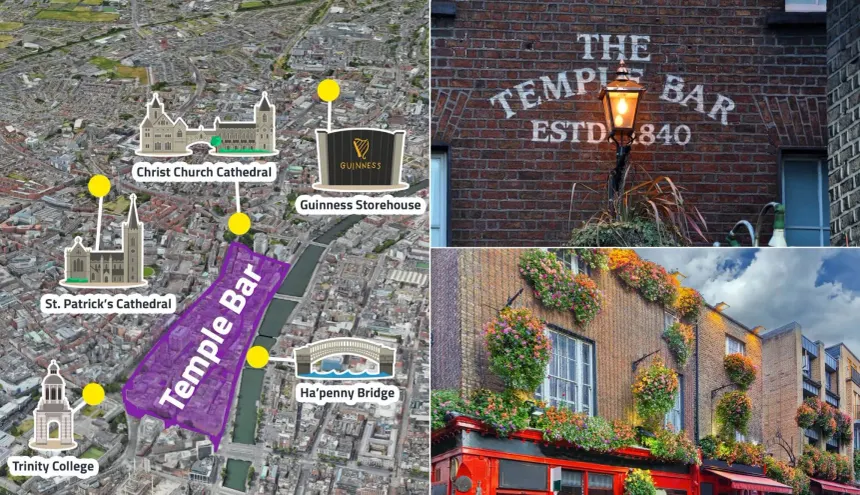 Christ Church Cathedral
GUINNESS
Guinness Storehouse
St. Patrick's Cathedral
Temple Bar
Ha'penny Bridge
Trinity College
THE
TEMPLE BAR
ESTD. 1840